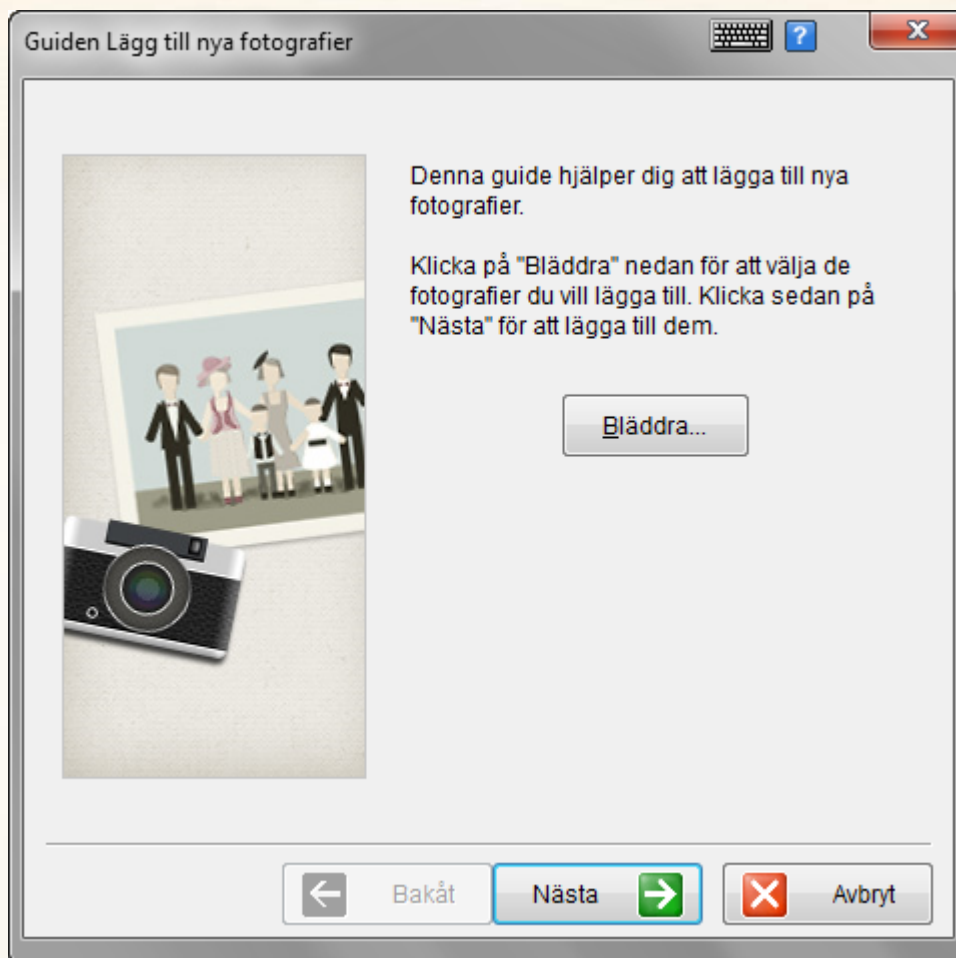 Guiden Lägg till nya fotografier
?
Denna guide hjälper dig att lägga till nya
fotografier.
Klicka på "Bläddra" nedan för att välja de
fotografier du vill lägga till. Klicka sedan på
"Nästa" för att lägga till dem.
Bläddra...
Bakåt
Nästa
Avbryt